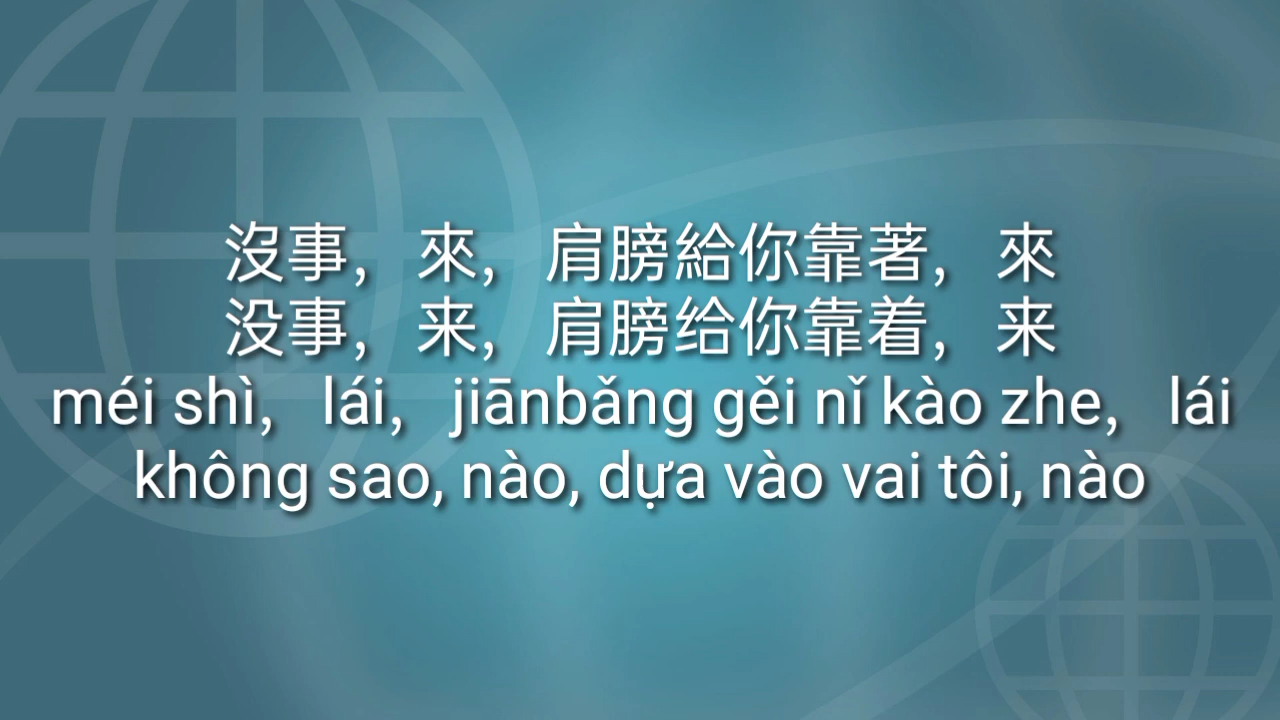 沒事，來，肩膀給你靠著，來
没事，来，肩膀给你靠着，来
méi shì, lái, jiānbǎng gěi nǐ kào zhe, lái
không sao, nào, dựa vào vai tôi, nào